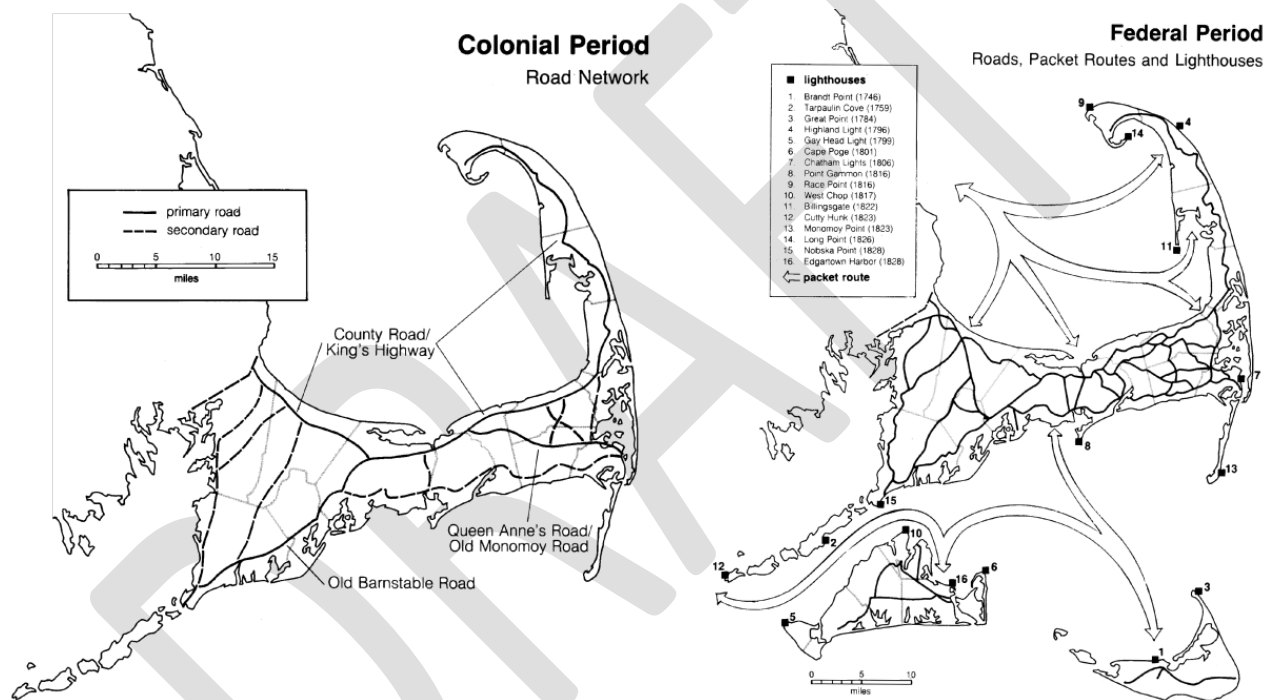 Colonial Period
Road Network
primary road
secondary road
0 5 10 15
miles
County Road/
King's Highway
Queen Anne's Road/
Old Monomoy Road
Old Barnstable Road
Federal Period
Roads, Packet Routes and Lighthouses
lighthouses
1. Brandt Point (1746)
2. Tarpaulin Cove (1759)
3. Great Point (1784)
4 Highland Light (1796)
5. Gay Head Light (1799)
6. Cape Poge (1801)
7. Chatham Lights (1806)
8. Point Gammon (1816)
9. Race Point (1816)
10. West Chop (1817)
11. Billingsgate (1822)
12. Cutty Hunk (1823)
13. Monomoy Point (1823)
14. Long Point (1826)
15 Nobska Point (1828)
16. Edgartown Harbor (1828)
packet route
9
4
14
11
7
8
13
15
2
10
12
16
6
5
3
1
0 5 10
miles
DRAFT